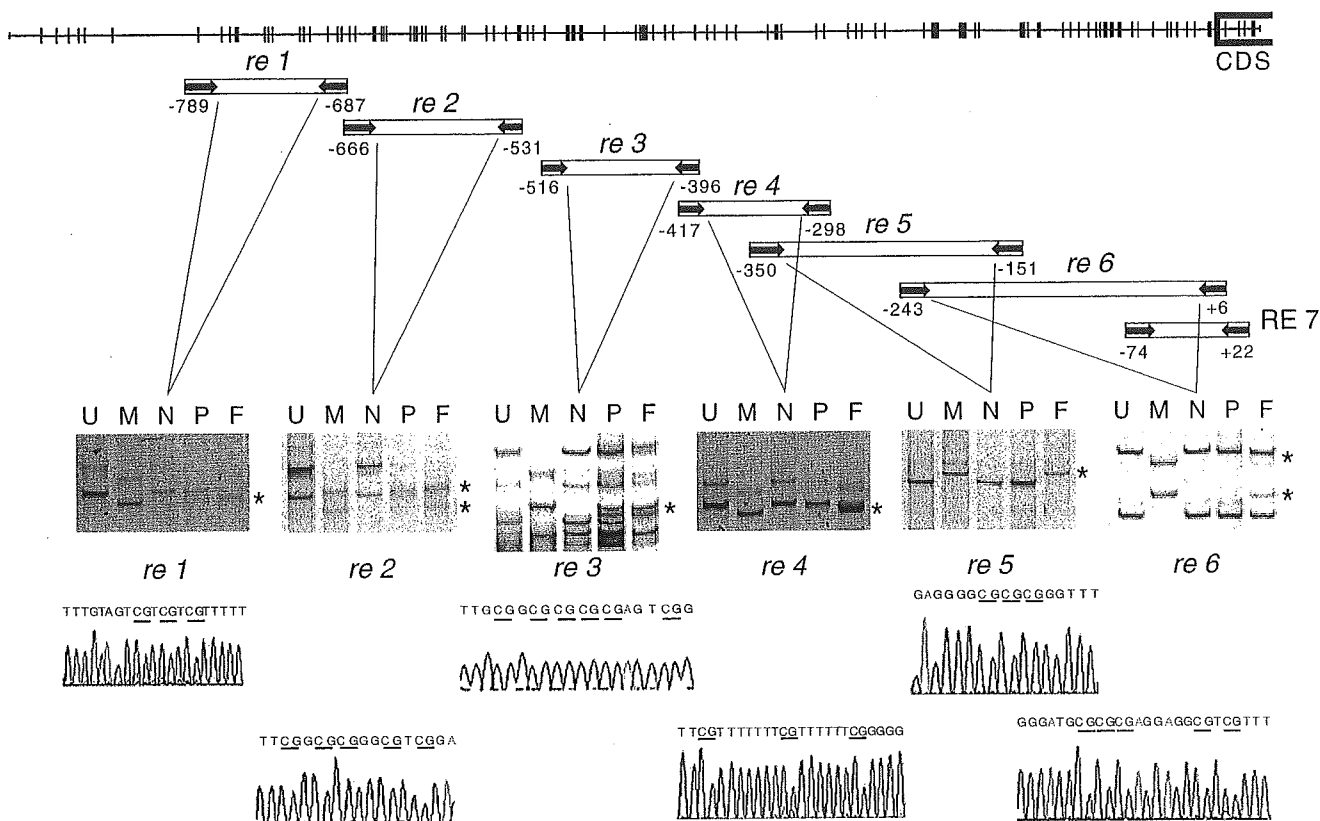 CDS
re 1
-789
-687
re 2
-666
-531
re 3
-516
-396
re 4
-417
-298
re 5
-350
-151
re 6
-243
+6
RE 7
-74
+22
U M N P F
U M N P F
U M N P F
U M N P F
U M N P F
U M N P F
*
*
*
*
*
*
*
*
re 1
re 2
re 3
re 4
re 5
re 6
TTTGTAGTCGTCGTCGTTTTT
TTGCGGCGCGCGCGAGTCGG
GAGGGGCGCGCGGGTTT
TTCGGCGCGGGCGTCGGA
TTCGTTTTTTTCGTTTTTTCGGGGG
GGGATGCGCGCGAGGAGGCGTCGTTT